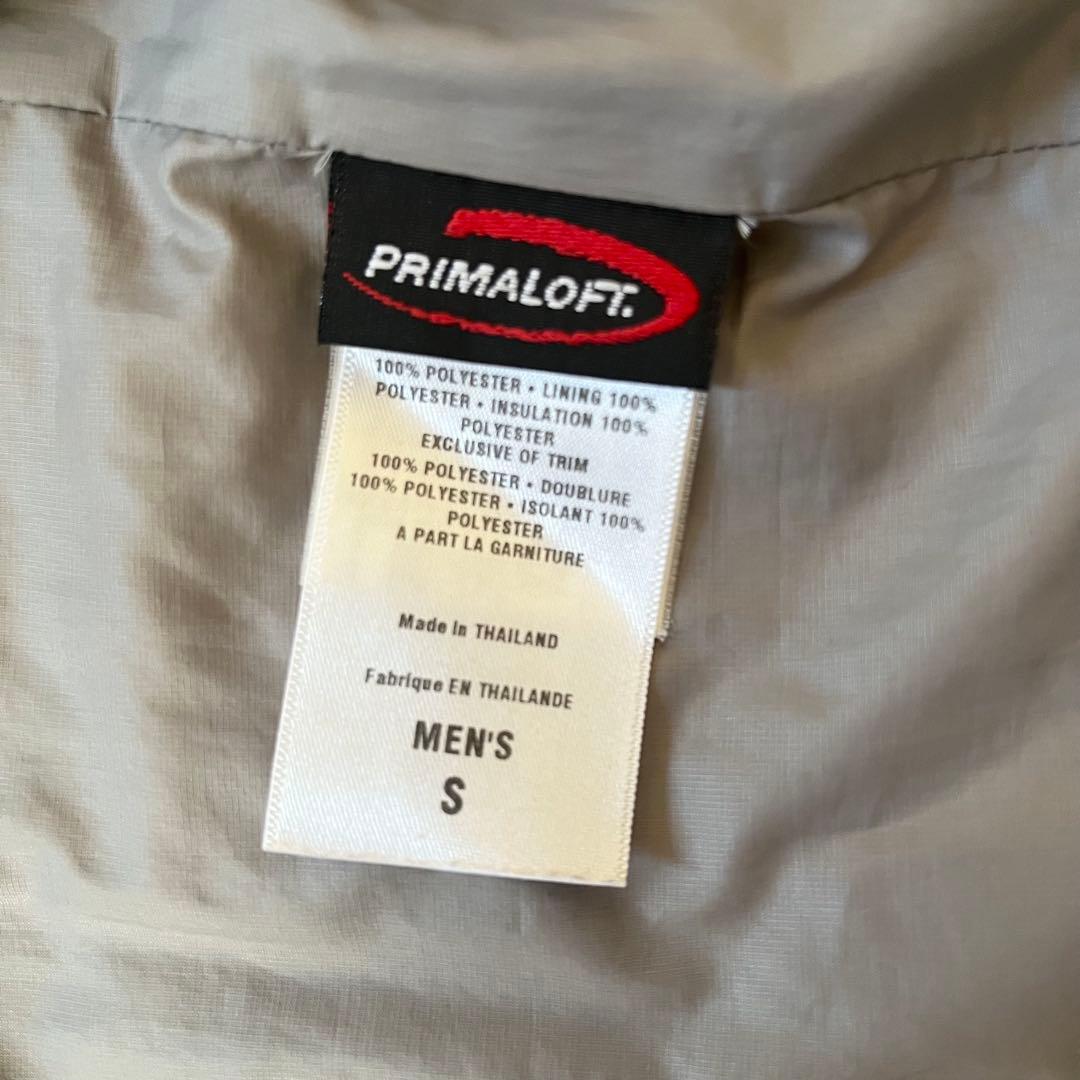 PRIMALOFT.
100% POLYESTER • LINING 100%
POLYESTER • INSULATION 100%
POLYESTER
EXCLUSIVE OF TRIM
100% POLYESTER • DOUBLURE
100% POLYESTER • ISOLANT 100%
POLYESTER
A PART LA GARNITURE
Made In THAILAND
Fabrique EN THAILANDE
MEN'S
S